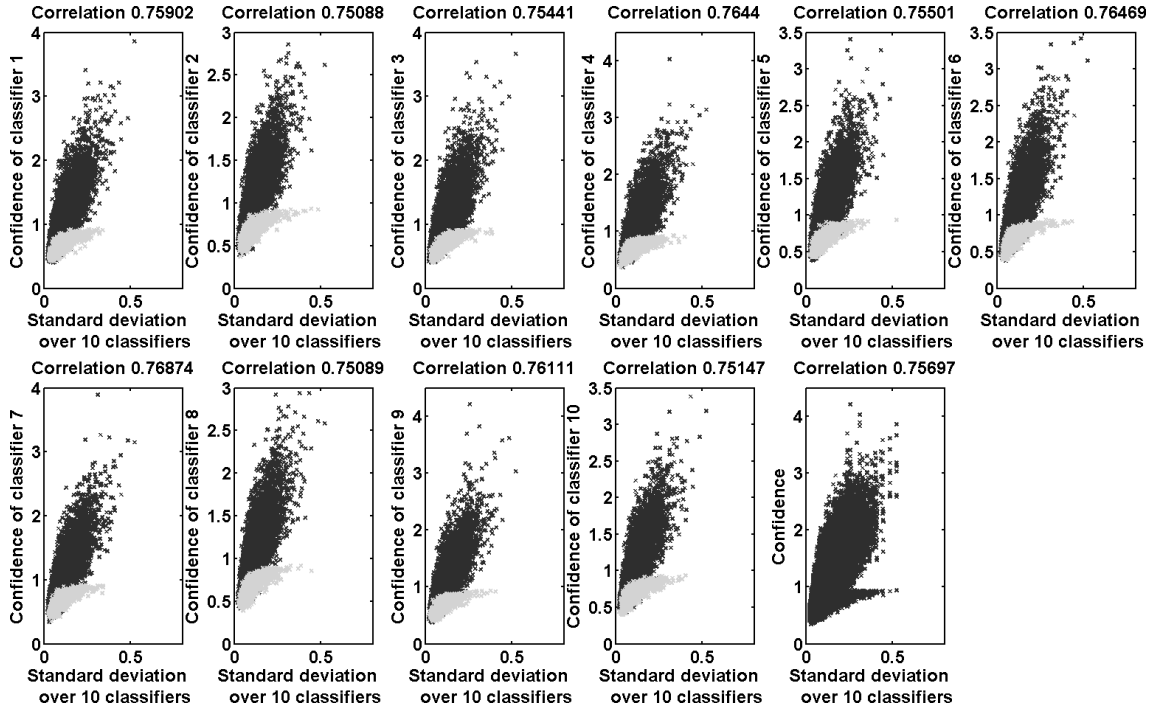 Correlation 0.75902
Correlation 0.75088
Correlation 0.75441
Correlation 0.7644
Correlation 0.75501
Correlation 0.76469
Confidence of classifier 1
4
3
2
1
0
0
0.5
Standard deviation
over 10 classifiers
Confidence of classifier 2
3
2.5
2
1.5
1
0.5
0
0
0.5
Standard deviation
over 10 classifiers
Confidence of classifier 3
4
3
2
1
0
0
0.5
Standard deviation
over 10 classifiers
Confidence of classifier 4
4
3
2
1
0
0
0.5
Standard deviation
over 10 classifiers
Confidence of classifier 5
3.5
3
2.5
2
1.5
1
0.5
0
0
0.5
Standard deviation
over 10 classifiers
Confidence of classifier 6
3.5
3
2.5
2
1.5
1
0.5
0
0
0.5
Standard deviation
over 10 classifiers
Correlation 0.76874
Correlation 0.75089
Correlation 0.76111
Correlation 0.75147
Correlation 0.75697
Confidence of classifier 7
4
3
2
1
0
0
0.5
Standard deviation
over 10 classifiers
Confidence of classifier 8
3
2.5
2
1.5
1
0.5
0
0
0.5
Standard deviation
over 10 classifiers
Confidence of classifier 9
4
3
2
1
0
0
0.5
Standard deviation
over 10 classifiers
Confidence of classifier 10
3.5
3
2.5
2
1.5
1
0.5
0
0
0.5
Standard deviation
over 10 classifiers
Confidence
4
3
2
1
0
0
0.5
Standard deviation
over 10 classifiers